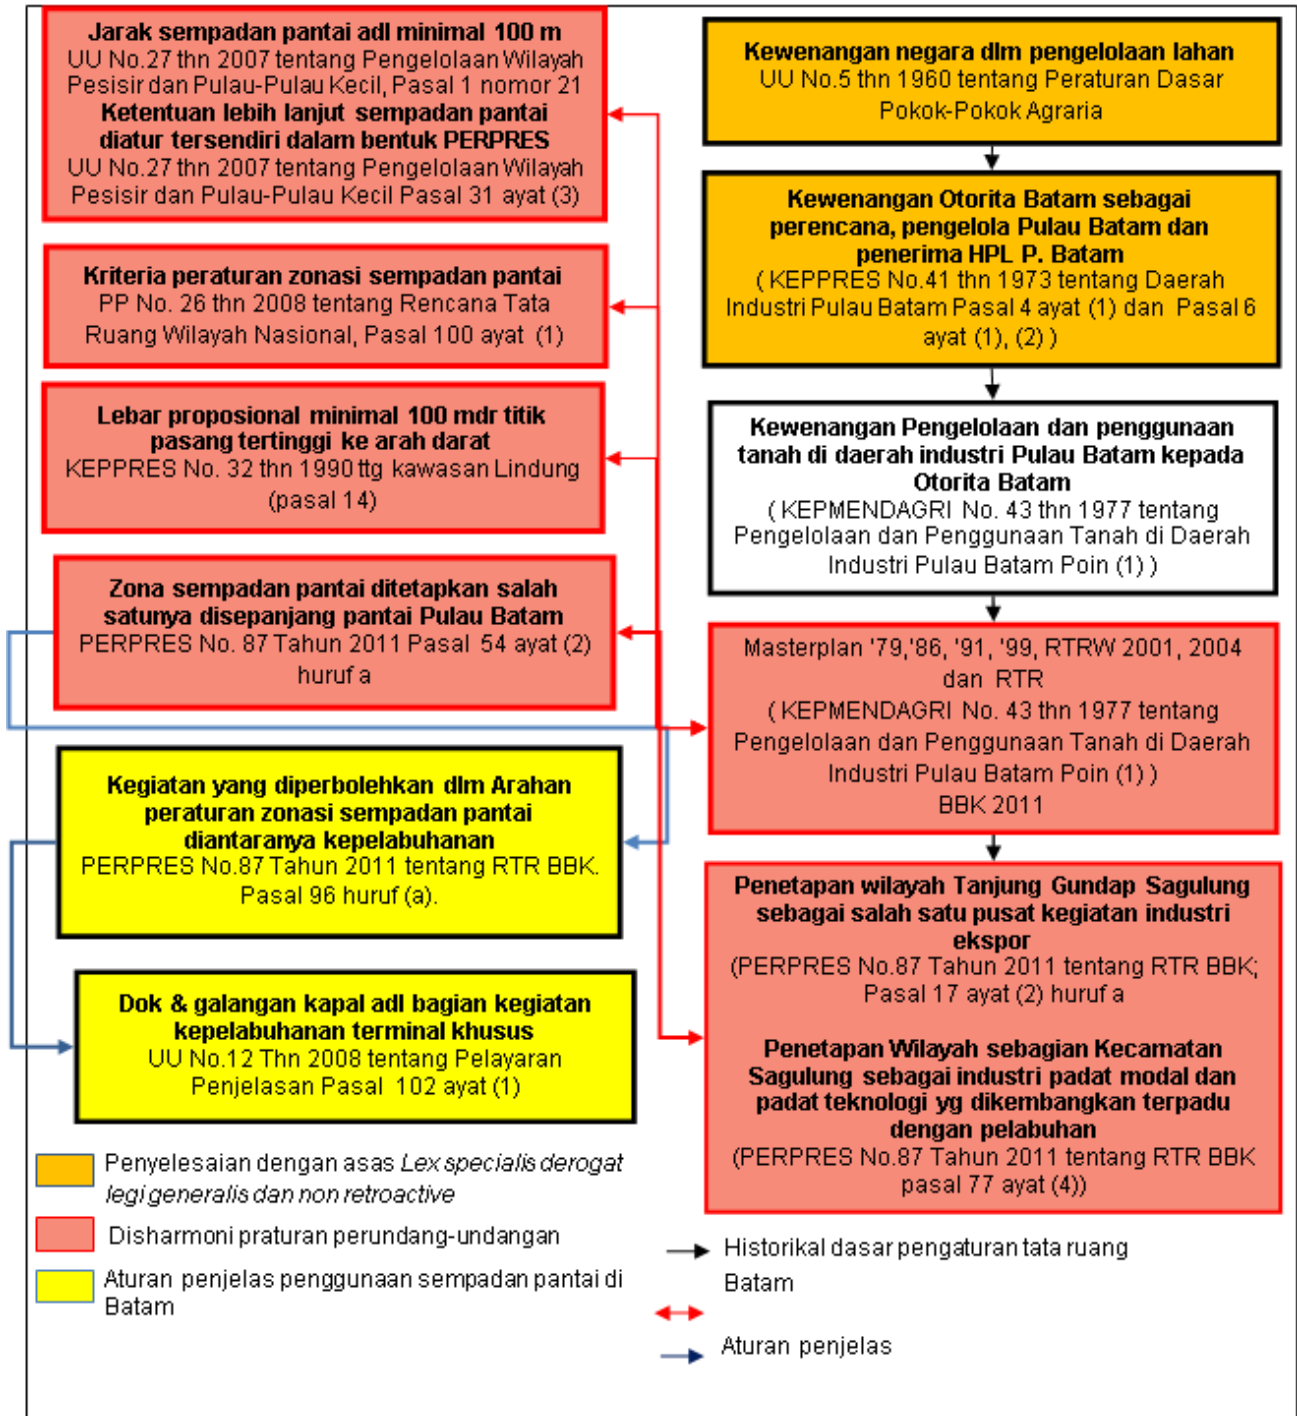 Jarak sempadan pantai adl minimal 100 m
UU No.27 thn 2007 tentang Pengelolaan Wilayah
Pesisir dan Pulau-Pulau Kecil, Pasal 1 nomor 21
Ketentuan lebih lanjut sempadan pantai
diatur tersendiri dalam bentuk PERPRES
UU No.27 thn 2007 tentang Pengelolaan Wilayah
Pesisir dan Pulau-Pulau Kecil Pasal 31 ayat (3)
Kriteria peraturan zonasi sempadan pantai
PP No. 26 thn 2008 tentang Rencana Tata
Ruang Wilayah Nasional, Pasal 100 ayat (1)
Lebar proposional minimal 100 mdr titik
pasang tertinggi ke arah darat
KEPPRES No. 32 thn 1990 ttg kawasan Lindung
(pasal 14)
Zona sempadan pantai ditetapkan salah
satunya disepanjang pantai Pulau Batam
PERPRES No. 87 Tahun 2011 Pasal 54 ayat (2)
huruf a
Kegiatan yang diperbolehkan dlm Arahan
peraturan zonasi sempadan pantai
diantaranya kepelabuhanan
PERPRES No.87 Tahun 2011 tentang RTR BBK.
Pasal 96 huruf (a).
Dok & galangan kapal adl bagian kegiatan
kepelabuhanan terminal khusus
UU No.12 Thn 2008 tentang Pelayaran
Penjelasan Pasal 102 ayat (1)
Kewenangan negara dlm pengelolaan lahan
UU No.5 thn 1960 tentang Peraturan Dasar
Pokok-Pokok Agraria
Kewenangan Otorita Batam sebagai
perencana, pengelola Pulau Batam dan
penerima HPL P. Batam
( KEPPRES No.41 thn 1973 tentang Daerah
Industri Pulau Batam Pasal 4 ayat (1) dan Pasal 6
ayat (1), (2) )
Kewenangan Pengelolaan dan penggunaan
tanah di daerah industri Pulau Batam kepada
Otorita Batam
( KEPMENDAGRI No. 43 thn 1977 tentang
Pengelolaan dan Penggunaan Tanah di Daerah
Industri Pulau Batam Poin (1) )
Masterplan '79,'86, '91, '99, RTRW 2001, 2004
dan RTR
( KEPMENDAGRI No. 43 thn 1977 tentang
Pengelolaan dan Penggunaan Tanah di Daerah
Industri Pulau Batam Poin (1) )
BBK 2011
Penetapan wilayah Tanjung Gundap Sagulung
sebagai salah satu pusat kegiatan industri
ekspor
(PERPRES No.87 Tahun 2011 tentang RTR BBK;
Pasal 17 ayat (2) huruf a
Penetapan Wilayah sebagian Kecamatan
Sagulung sebagai industri padat modal dan
padat teknologi yg dikembangkan terpadu
dengan pelabuhan
(PERPRES No.87 Tahun 2011 tentang RTR BBK
pasal 77 ayat (4))
Penyelesaian dengan asas Lex specialis derogat
legi generalis dan non retroactive
Disharmoni praturan perundang-undangan
Aturan penjelas penggunaan sempadan pantai di
Batam
Historikal dasar pengaturan tata ruang
Batam
Aturan penjelas